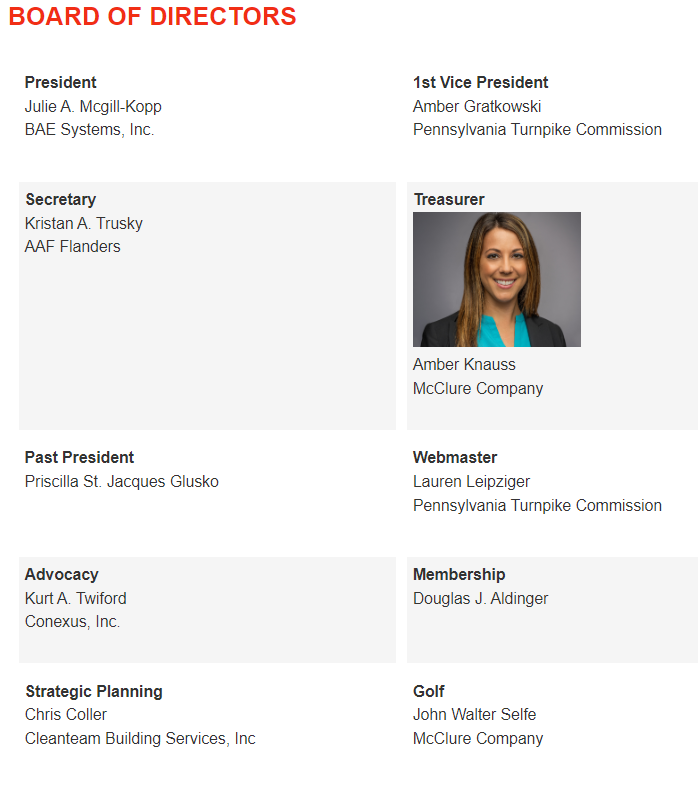 BOARD OF DIRECTORS
President
Julie A. Mcgill-Kopp
BAE Systems, Inc.
1st Vice President
Amber Gratkowski
Pennsylvania Turnpike Commission
Secretary
Kristan A. Trusky
AAF Flanders
Treasurer
Amber Knauss
McClure Company
Past President
Priscilla St. Jacques Glusko
Webmaster
Lauren Leipziger
Pennsylvania Turnpike Commission
Advocacy
Kurt A. Twiford
Conexus, Inc.
Membership
Douglas J. Aldinger
Strategic Planning
Chris Coller
Cleanteam Building Services, Inc
Golf
John Walter Selfe
McClure Company